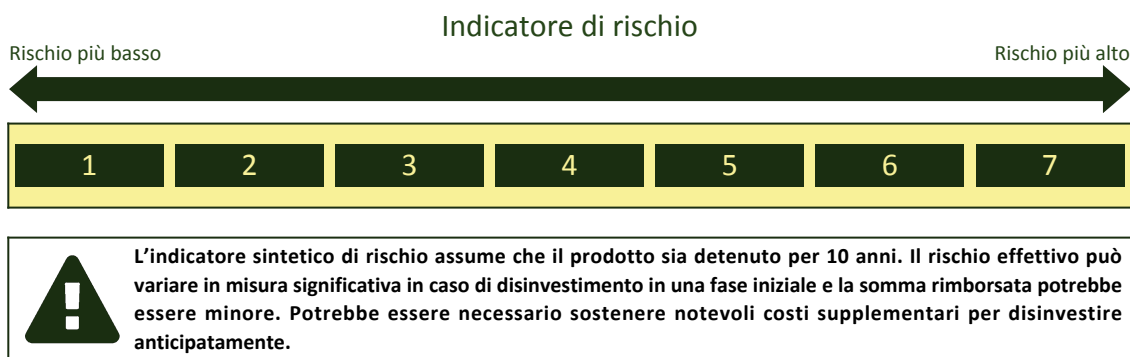 Indicatore di rischio
Rischio più basso Rischio più alto
1 2 3 4 5 6 7
L'indicatore sintetico di rischio assume che il prodotto sia detenuto per 10 anni. Il rischio effettivo può
variare in misura significativa in caso di disinvestimento in una fase iniziale e la somma rimborsata potrebbe
essere minore. Potrebbe essere necessario sostenere notevoli costi supplementari per disinvestire
anticipatamente.